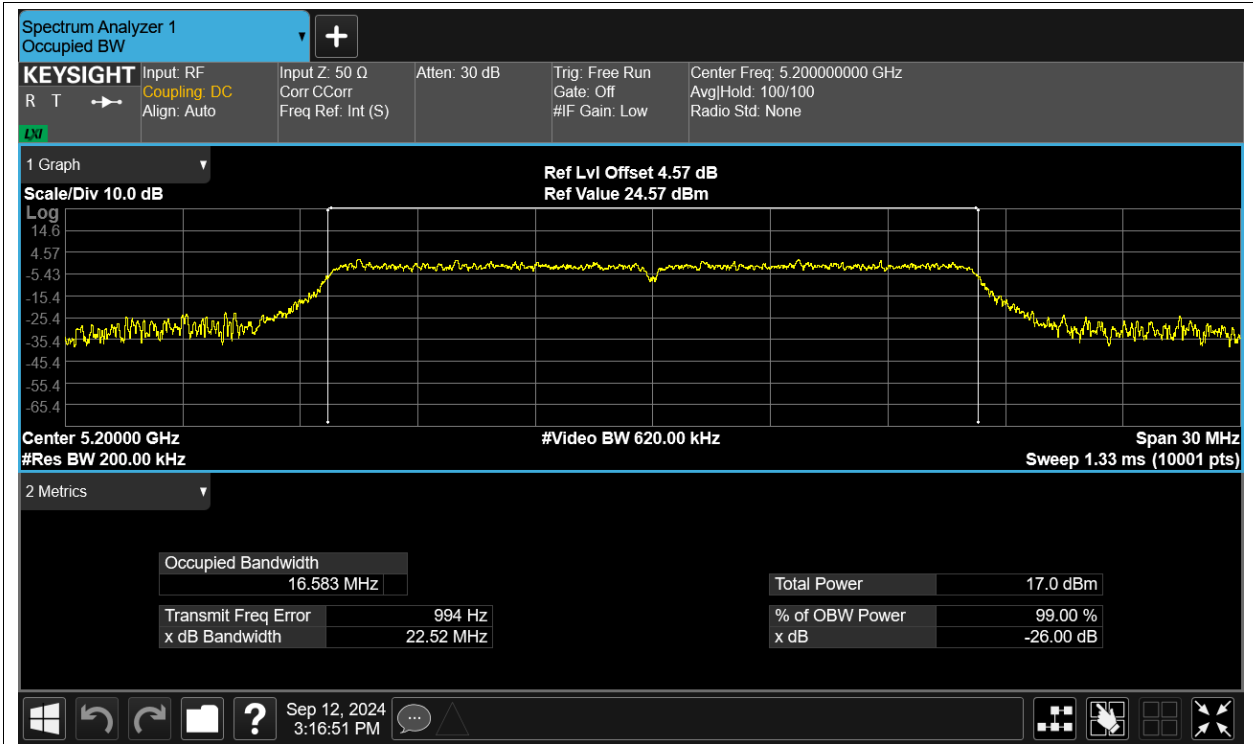 Spectrum Analyzer 1
Occupied BW
KEYSIGHT
R T
LXI
Input: RF
Coupling: DC
Align: Auto
Input Z: 50 Ω
Corr CCorr
Freq Ref: Int (S)
Atten: 30 dB
Trig: Free Run
Gate: Off
#IF Gain: Low
Center Freq: 5.200000000 GHz
Avg|Hold: 100/100
Radio Std: None
1 Graph
Scale/Div 10.0 dB
Ref Lvl Offset 4.57 dB
Ref Value 24.57 dBm
Log
14.6
4.57
-5.43
-15.4
-25.4
-35.4
-45.4
-55.4
-65.4
Center 5.20000 GHz
#Res BW 200.00 kHz
#Video BW 620.00 kHz
Span 30 MHz
Sweep 1.33 ms (10001 pts)
2 Metrics
Occupied Bandwidth
16.583 MHz
Transmit Freq Error 994 Hz
x dB Bandwidth 22.52 MHz
Total Power 17.0 dBm
% of OBW Power 99.00 %
x dB -26.00 dB
?
Sep 12, 2024
3:16:51 PM